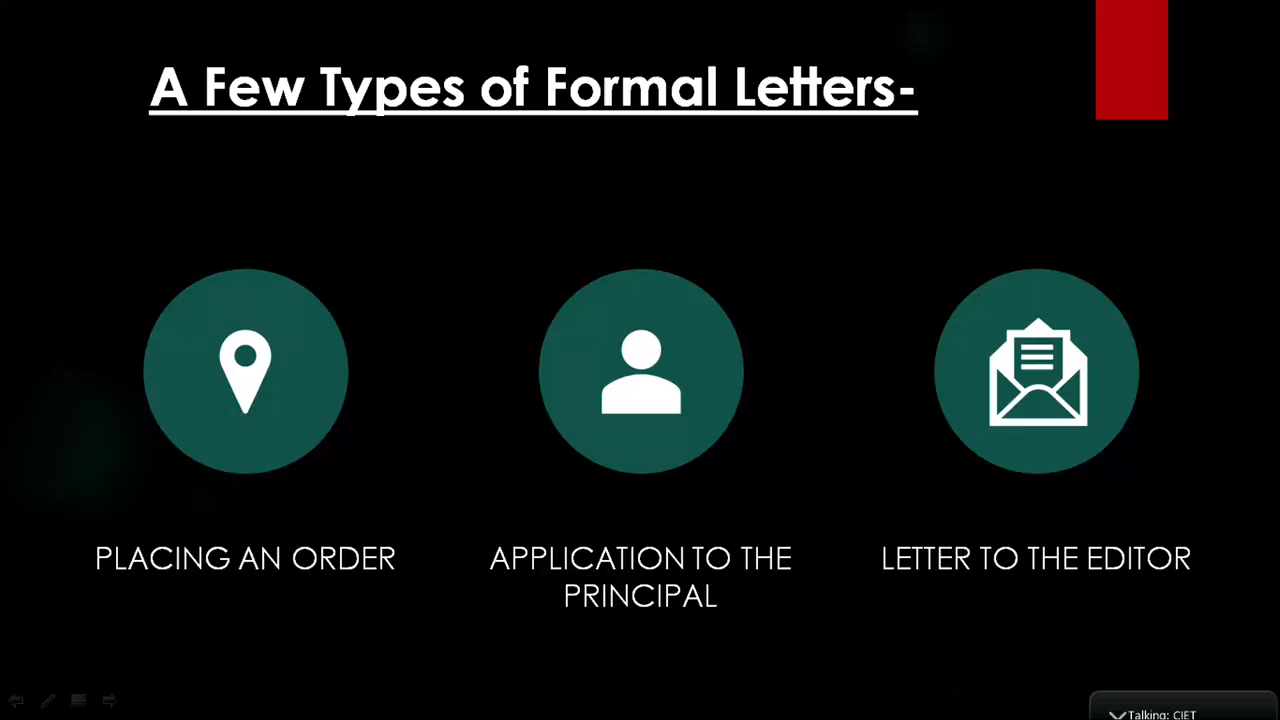 A Few Types of Formal Letters-
PLACING AN ORDER
APPLICATION TO THE
PRINCIPAL
LETTER TO THE EDITOR
Talking: CIET